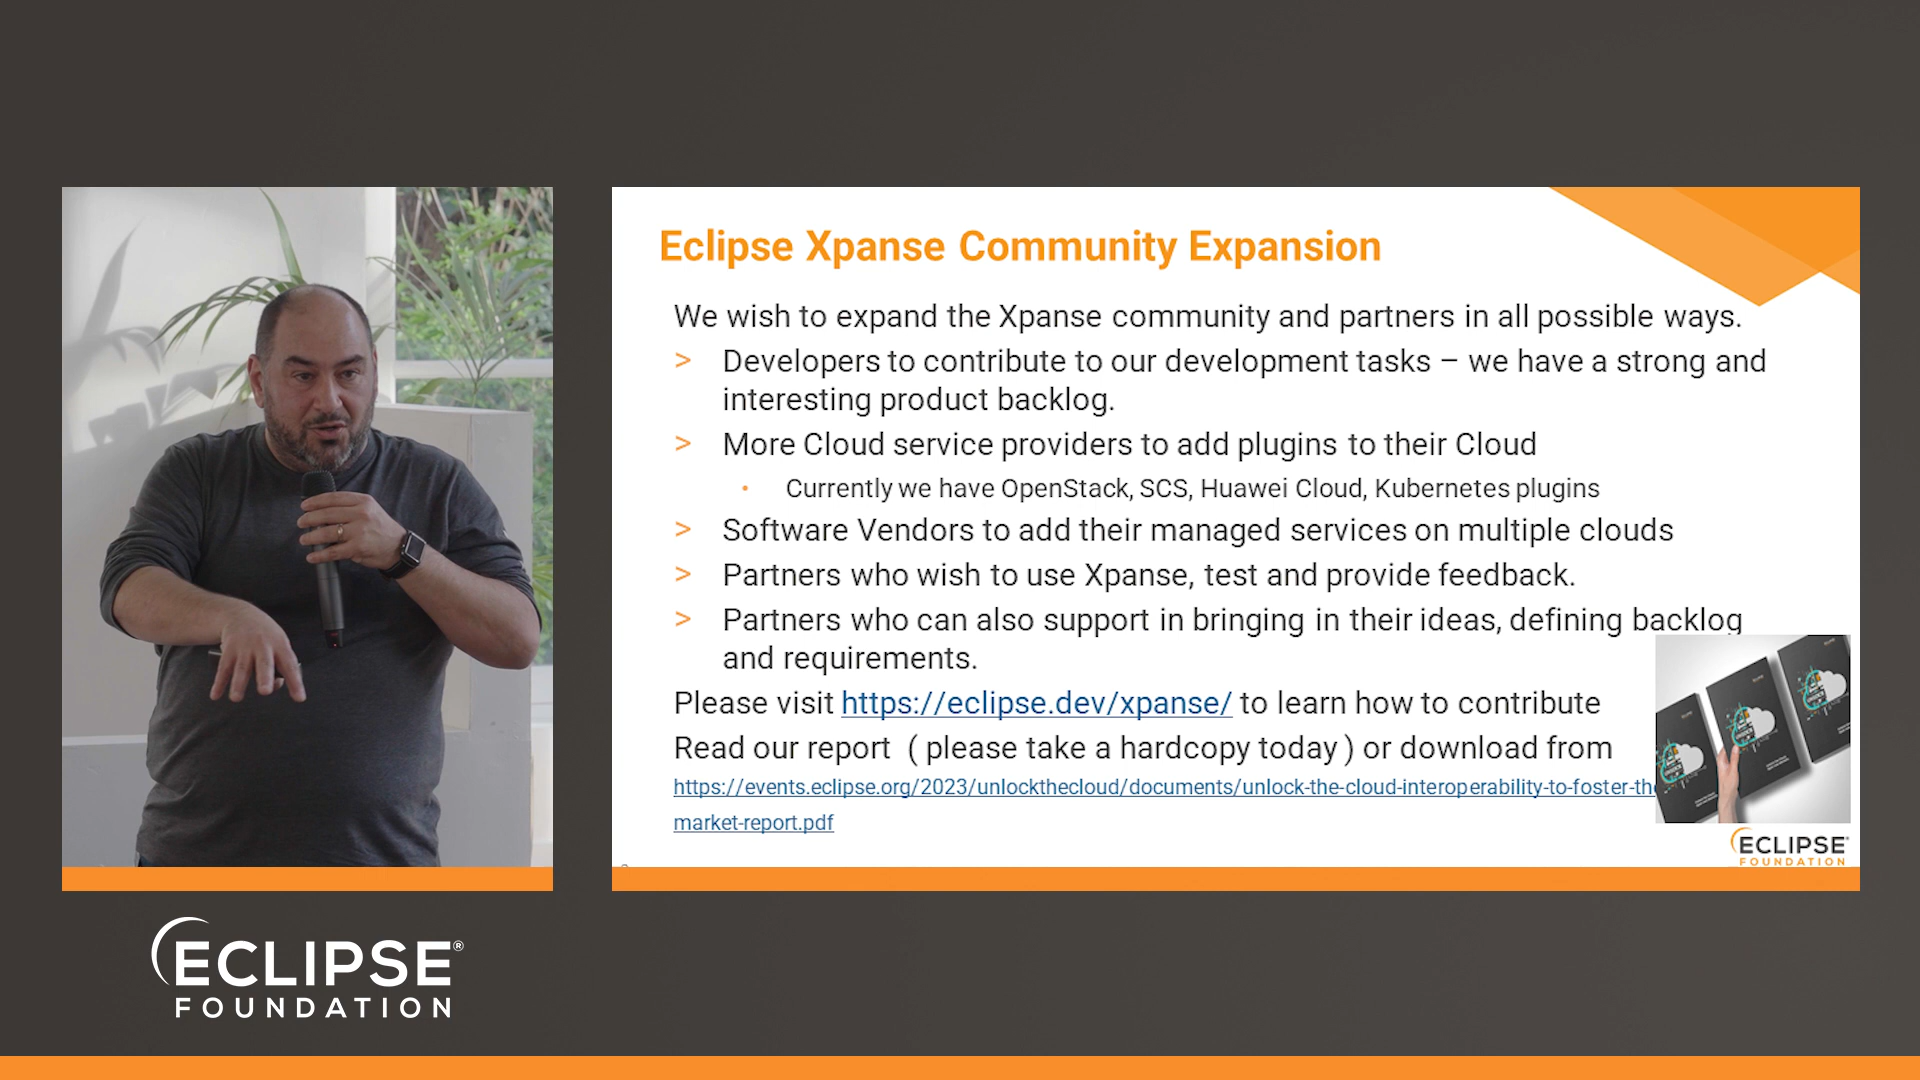 Eclipse Xpanse Community Expansion
We wish to expand the Xpanse community and partners in all possible ways.
> Developers to contribute to our development tasks – we have a strong and
interesting product backlog.
> More Cloud service providers to add plugins to their Cloud
• Currently we have OpenStack, SCS, Huawei Cloud, Kubernetes plugins
> Software Vendors to add their managed services on multiple clouds
> Partners who wish to use Xpanse, test and provide feedback.
> Partners who can also support in bringing in their ideas, defining backlog
and requirements.
Please visit https://eclipse.dev/xpanse/ to learn how to contribute
Read our report ( please take a hardcopy today ) or download from
https://events.eclipse.org/2023/unlockthecloud/documents/unlock-the-cloud-interoperability-to-foster-the
market-report.pdf
ECLIPSE
FOUNDATION
ECLIPSE®
FOUNDATION